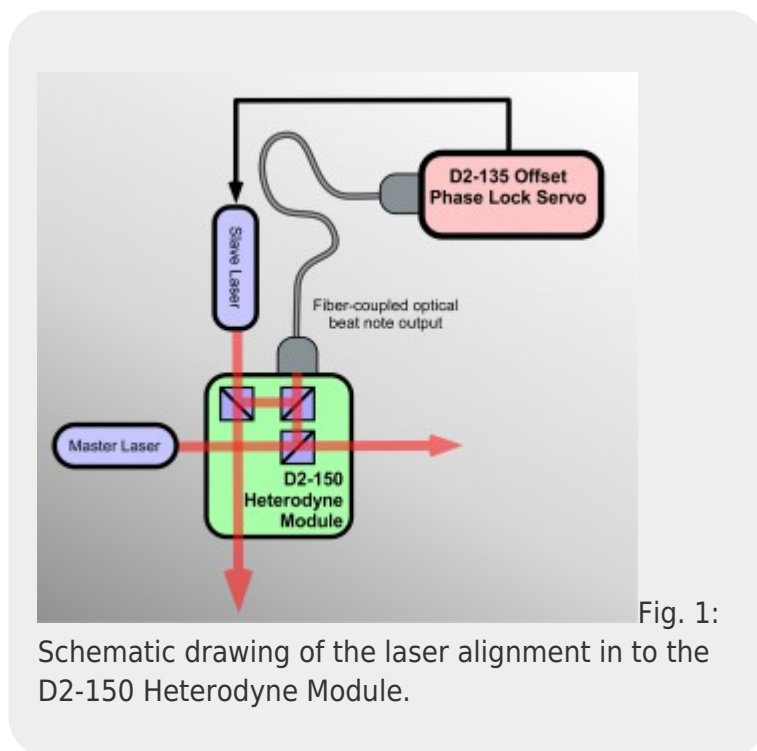 D2-135 Offset
Phase Lock Servo
Slave Laser
Fiber-coupled optical
beat note output
Master Laser
D2-150
Heterodyne
Module
Fig. 1:
Schematic drawing of the laser alignment in to the
D2-150 Heterodyne Module.